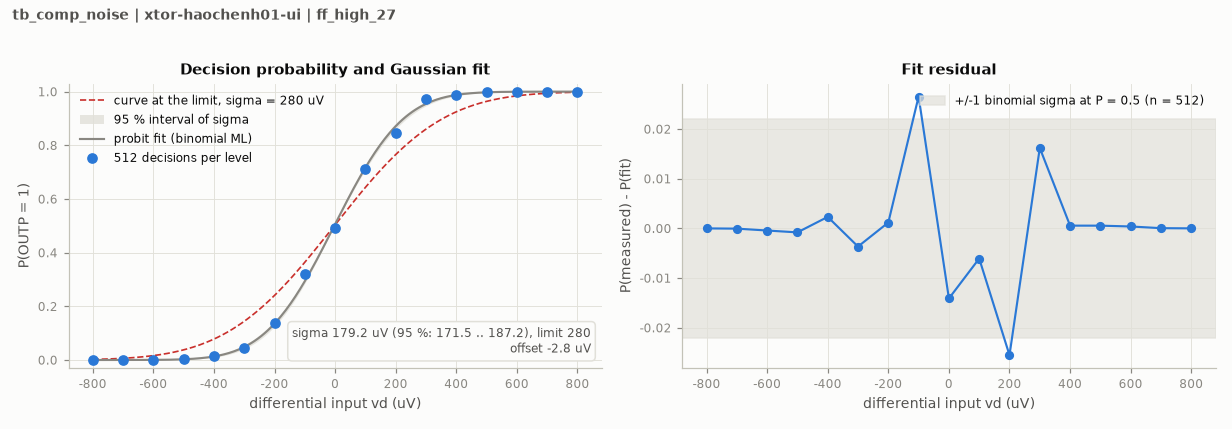 tb_comp_noise | xtor-haochenh01-ui | ff_high_27
Decision probability and Gaussian fit
curve at the limit, sigma = 280 uV
95 % interval of sigma
probit fit (binomial ML)
512 decisions per level
P(OUTP = 1)
1.0
0.8
0.6
0.4
0.2
0.0
sigma 179.2 uV (95 %: 171.5 .. 187.2), limit 280
offset -2.8 uV
-800 -600 -400 -200 0 200 400 600 800
differential input vd (uV)
Fit residual
+/-1 binomial sigma at P = 0.5 (n = 512)
P(measured) - P(fit)
0.02
0.01
0.00
-0.01
-0.02
-800 -600 -400 -200 0 200 400 600 800
differential input vd (uV)